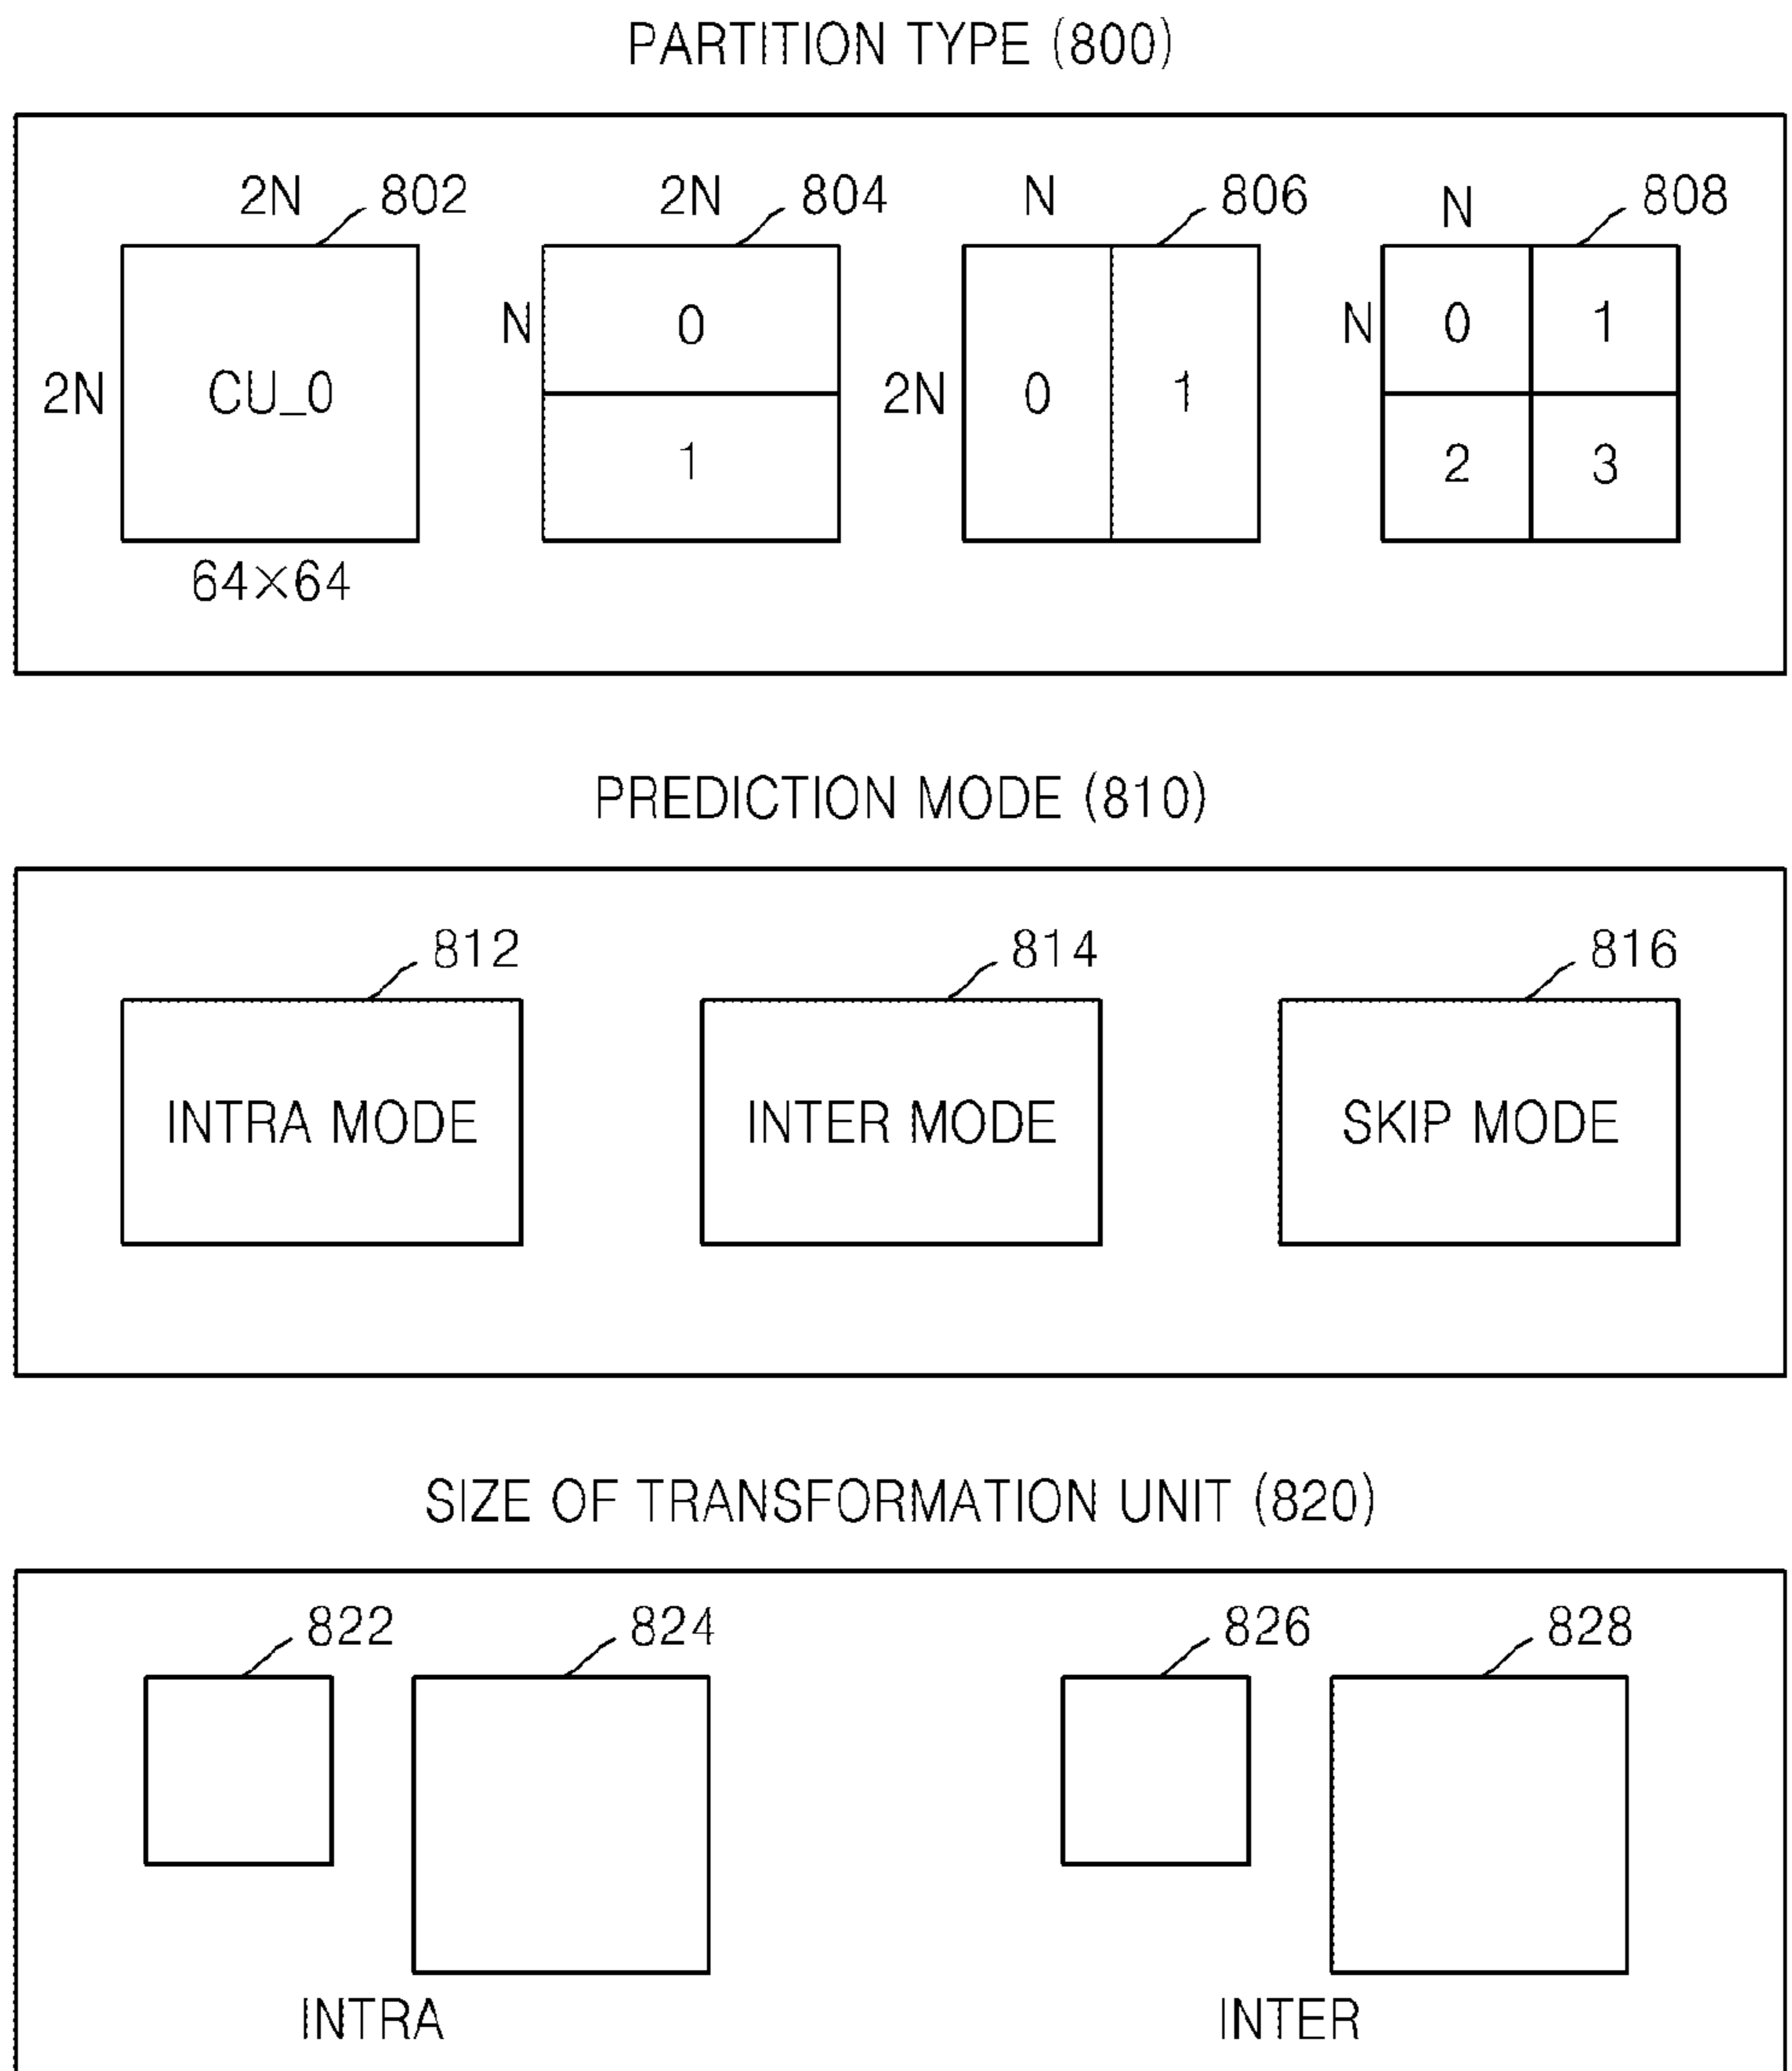 PARTITION TYPE (800)
2N 802 2N 804 N 806 N 808
N 0 N 0 1
2N CU_0 2N 0 1
1 2 3
64×64
PREDICTION MODE (810)
812 814 816
INTRA MODE INTER MODE SKIP MODE
SIZE OF TRANSFORMATION UNIT (820)
822 824 826 828
INTRA INTER